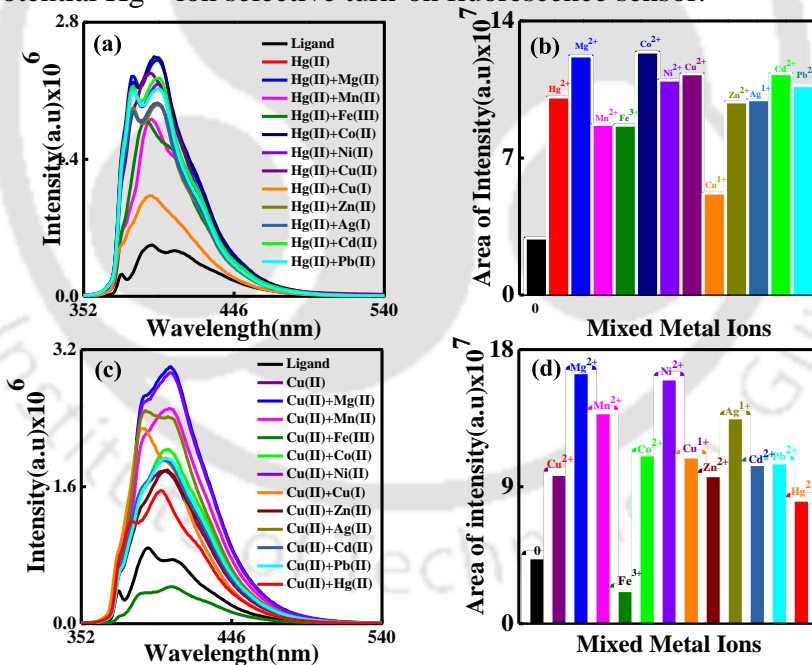 otential Hg²⁺ ion selective turn-on fluorescence sensor.
(a)
Intensity(a.u)x10⁶
2.8
1.4
0.0
352
446
540
Wavelength(nm)
Ligand
Hg(II)
Hg(II)+Mg(II)
Hg(II)+Mn(II)
Hg(II)+Fe(III)
Hg(II)+Co(II)
Hg(II)+Ni(II)
Hg(II)+Cu(II)
Hg(II)+Cu(I)
Hg(II)+Zn(II)
Hg(II)+Ag(I)
Hg(II)+Cd(II)
Hg(II)+Pb(II)
(b)
Area of Intensity(a.u)x10⁷
14
7
0
Hg²⁺
Mg²⁺
Mn²⁺
Fe³⁺
Co²⁺
Ni²⁺
Cu²⁺
Cu¹⁺
Zn²⁺
Ag¹⁺
Cd²⁺
Pb²⁺
14
0
Mixed Metal Ions
(c)
Intensity(a.u)x10⁶
3.2
1.6
0.0
352
446
540
Wavelength(nm)
Ligand
Cu(II)
Cu(II)+Mg(II)
Cu(II)+Mn(II)
Cu(II)+Fe(III)
Cu(II)+Co(II)
Cu(II)+Ni(II)
Cu(II)+Cu(I)
Cu(II)+Zn(II)
Cu(II)+Ag(II)
Cu(II)+Cd(II)
Cu(II)+Pb(II)
Cu(II)+Hg(II)
(d)
Area of intensity(a.u)x10⁷
18
9
0
0
Cu²⁺
Mg²⁺
Mn²⁺
Fe³⁺
Co²⁺
Ni²⁺
Cu¹⁺
Zn²⁺
Ag¹⁺
Cd²⁺
Pb²⁺
Hg²
Mixed Metal Ions